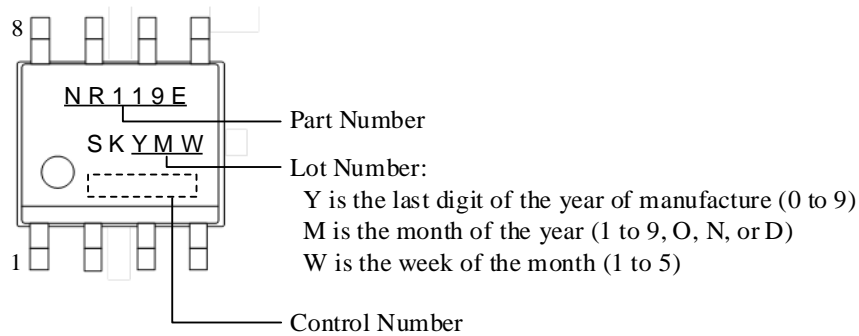 8
NR119E
Part Number
SKYMW
Lot Number:
Y is the last digit of the year of manufacture (0 to 9)
M is the month of the year (1 to 9, O, N, or D)
W is the week of the month (1 to 5)
1
Control Number